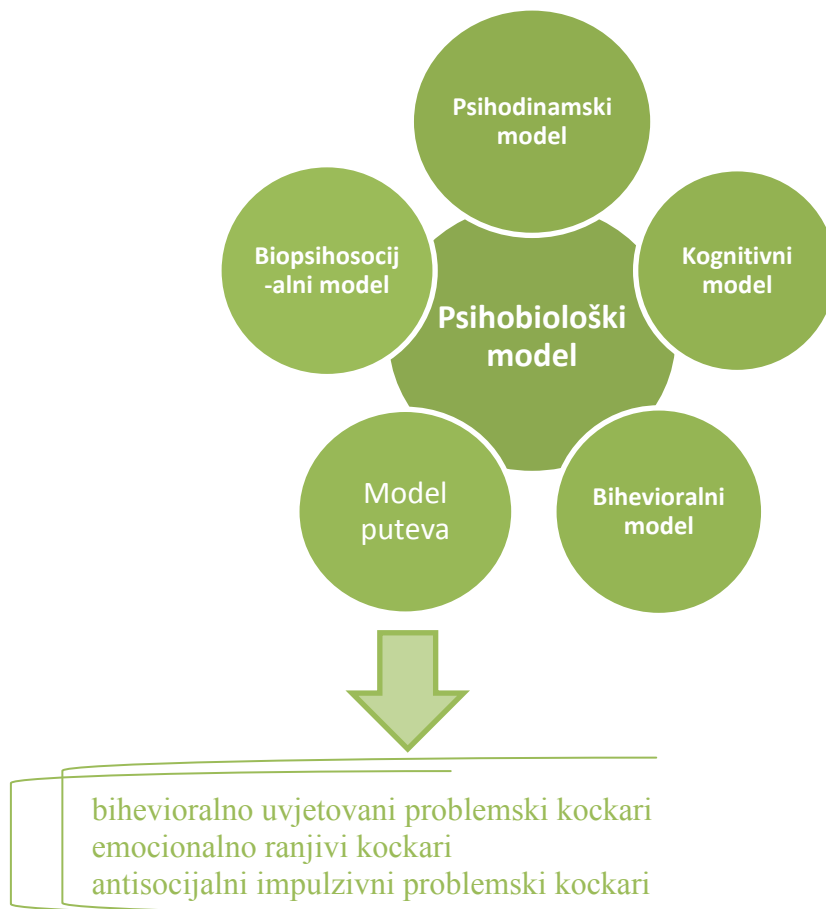 Psihodinamski
model
Biopsihosocij
-alni model
Kognitivni
model
Psihobiološki
model
Model
puteva
Bihevioralni
model
bihevioralno uvjetovani problemski kockari
emocionalno ranjivi kockari
antisocijalni impulzivni problemski kockari